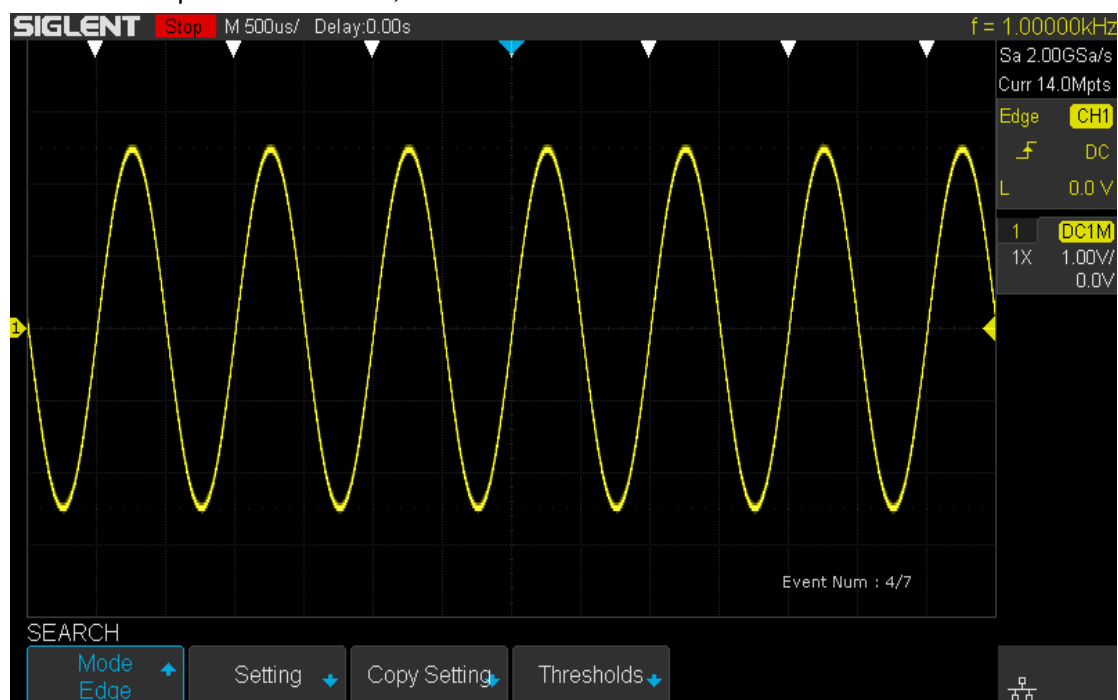 SIGLENT Stop M 500us/ Delay:0.00s f = 1.00000kHz
Sa 2.00GSa/s
Curr 14.0Mpts
Edge CH1
DC
L 0.0 V
1 DC1M
1X 1.00V/
0.0V
1
Event Num : 4/7
SEARCH
Mode
Edge
Setting
Copy Setting
Thresholds